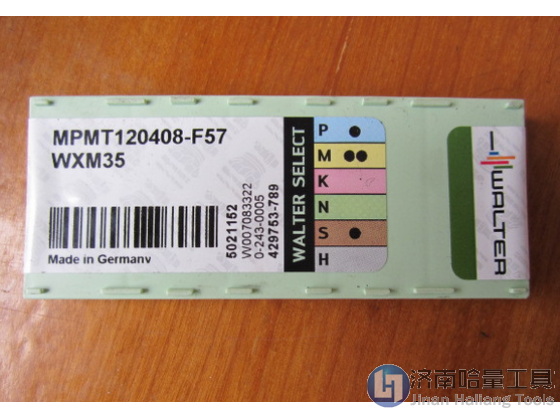 MPMT120408-F57
WXM35
Made in Germany
5021152
W007083322
0-243-0005
429753-789
WALTER SELECT
P
M
K
N
S
H
WALTER
济南哈量工具
Jinan Haliang Tools